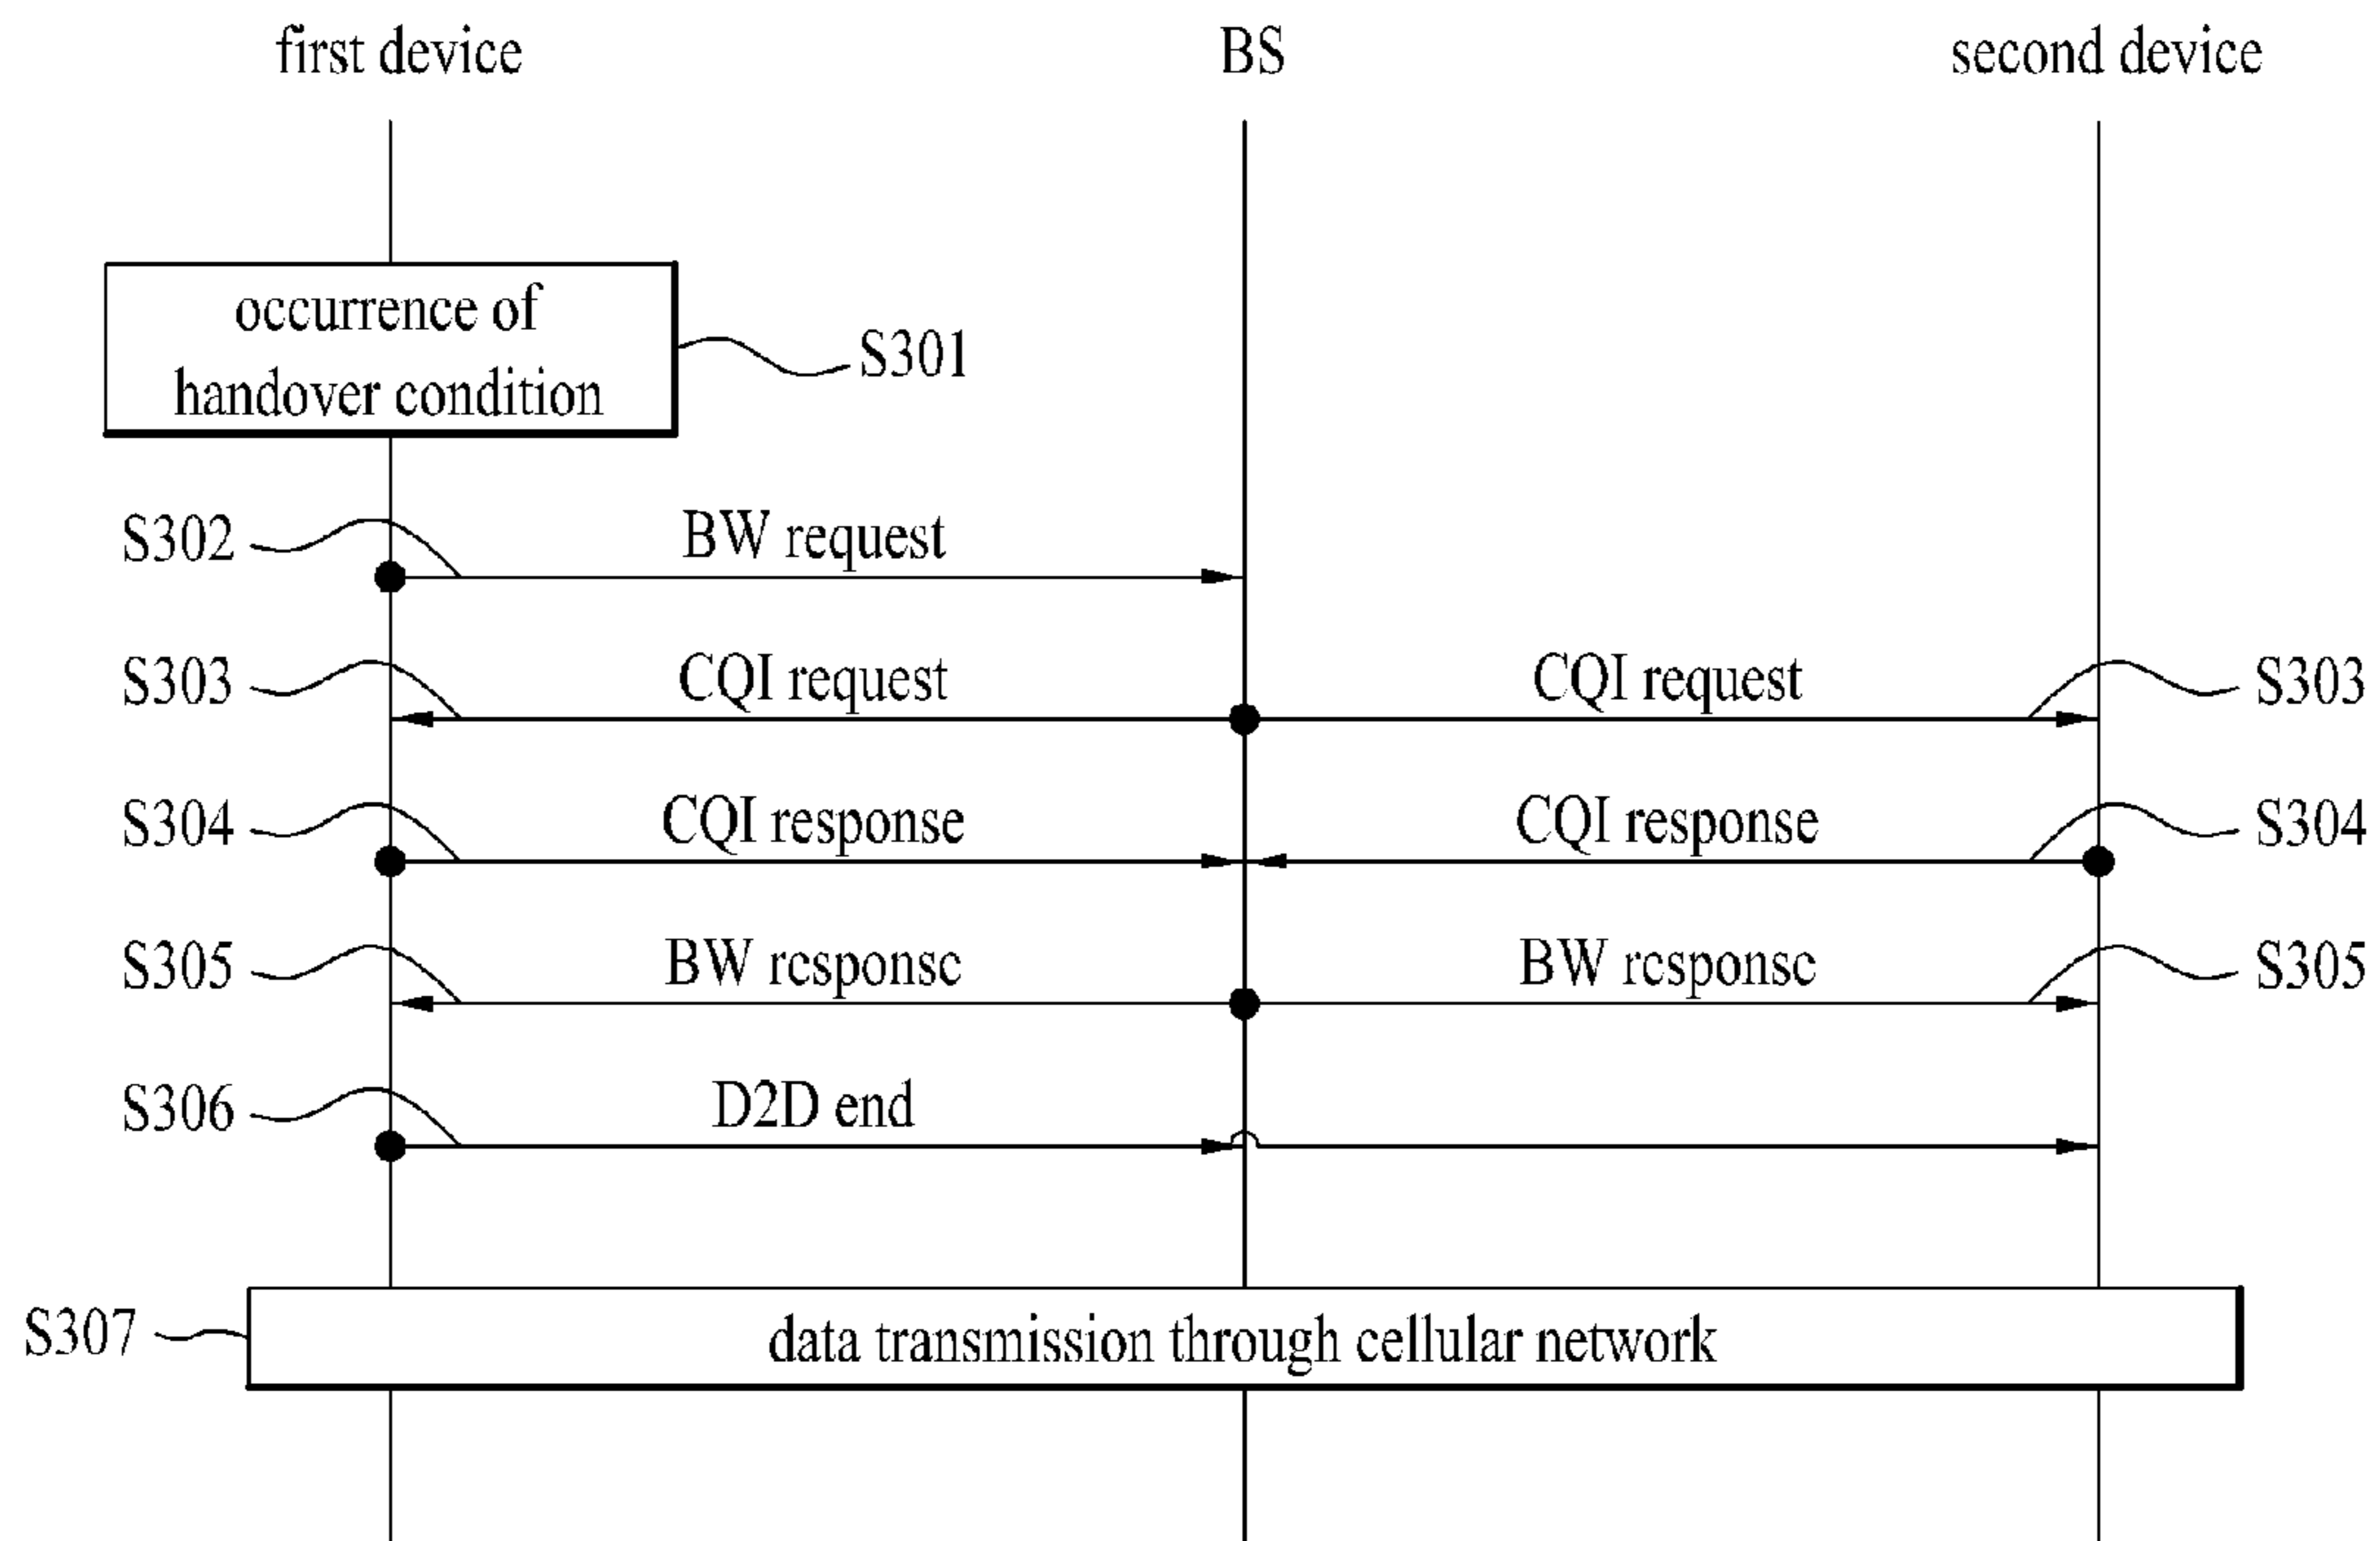 first device
BS
second device
occurrence of
handover condition
S301
S302
BW request
S303
CQI request
CQI request
S303
S304
CQI response
CQI response
S304
S305
BW response
BW response
S305
S306
D2D end
S307
data transmission through cellular network